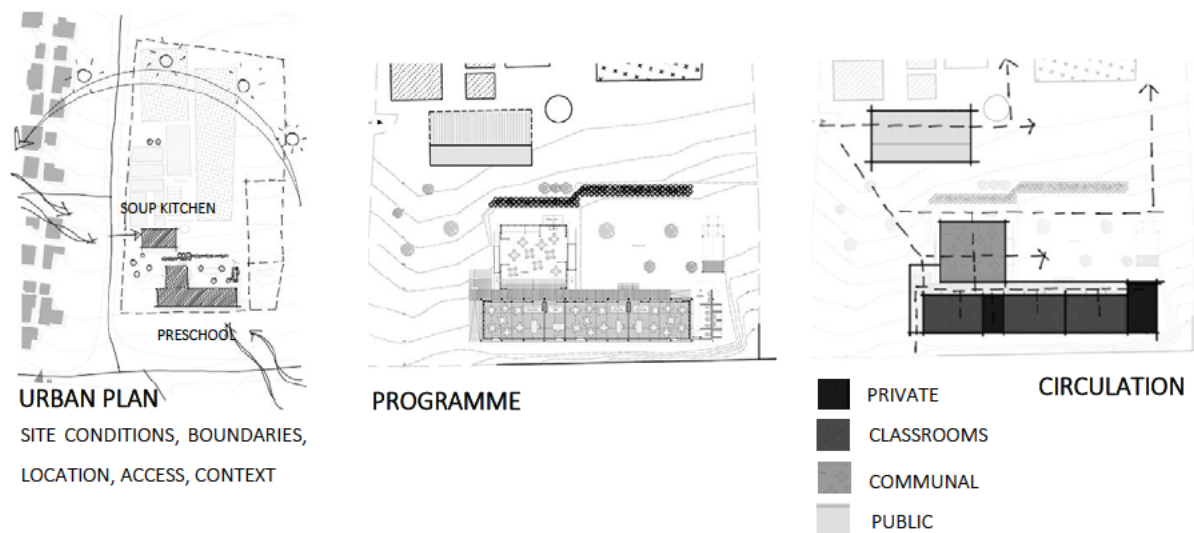 SOUP KITCHEN
PRESCHOOL
URBAN PLAN
SITE CONDITIONS, BOUNDARIES,
LOCATION, ACCESS, CONTEXT
PROGRAMME
CIRCULATION
PRIVATE
CLASSROOMS
COMMUNAL
PUBLIC